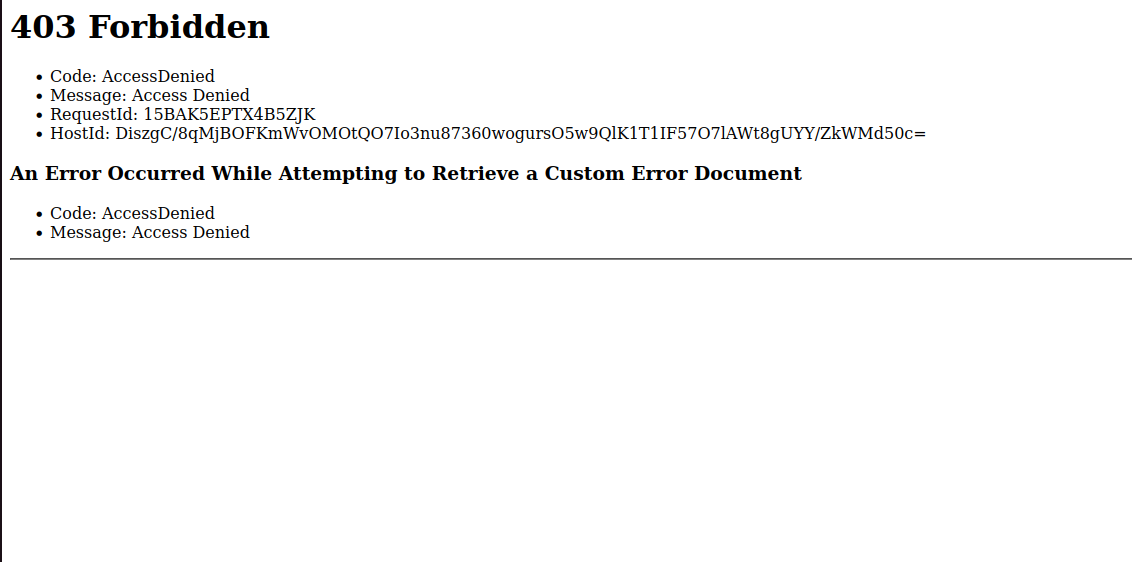 403 Forbidden
Code: AccessDenied
Message: Access Denied
RequestId: 15BAK5EPTX4B5ZJK
HostId: DiszgC/8qMjBOFKmWvOMOtQO7Io3nu87360wogursO5w9QlK1T1IF57O7lAWt8gUYY/ZkWMd50c=
An Error Occurred While Attempting to Retrieve a Custom Error Document
Code: AccessDenied
Message: Access Denied